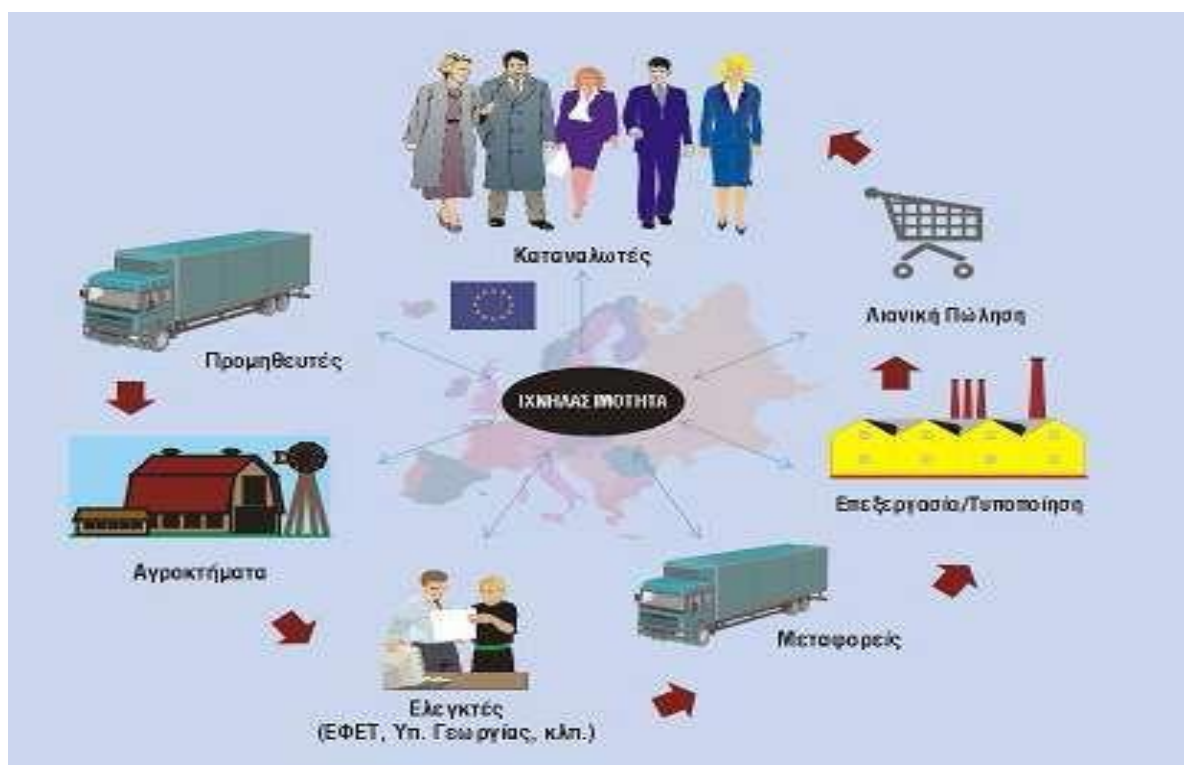 Καταναλωτές
Λιανική Πώληση
Προμηθευτές
ΙΧΝΗΛΑΣΙΜΟΤΗΤΑ
Επεξεργασία/Τυποποίηση
Αγροκτήματα
Μεταφορείς
Ελεγκτές
(ΕΦΕΤ, Υπ. Γεωργίας, κλπ.)